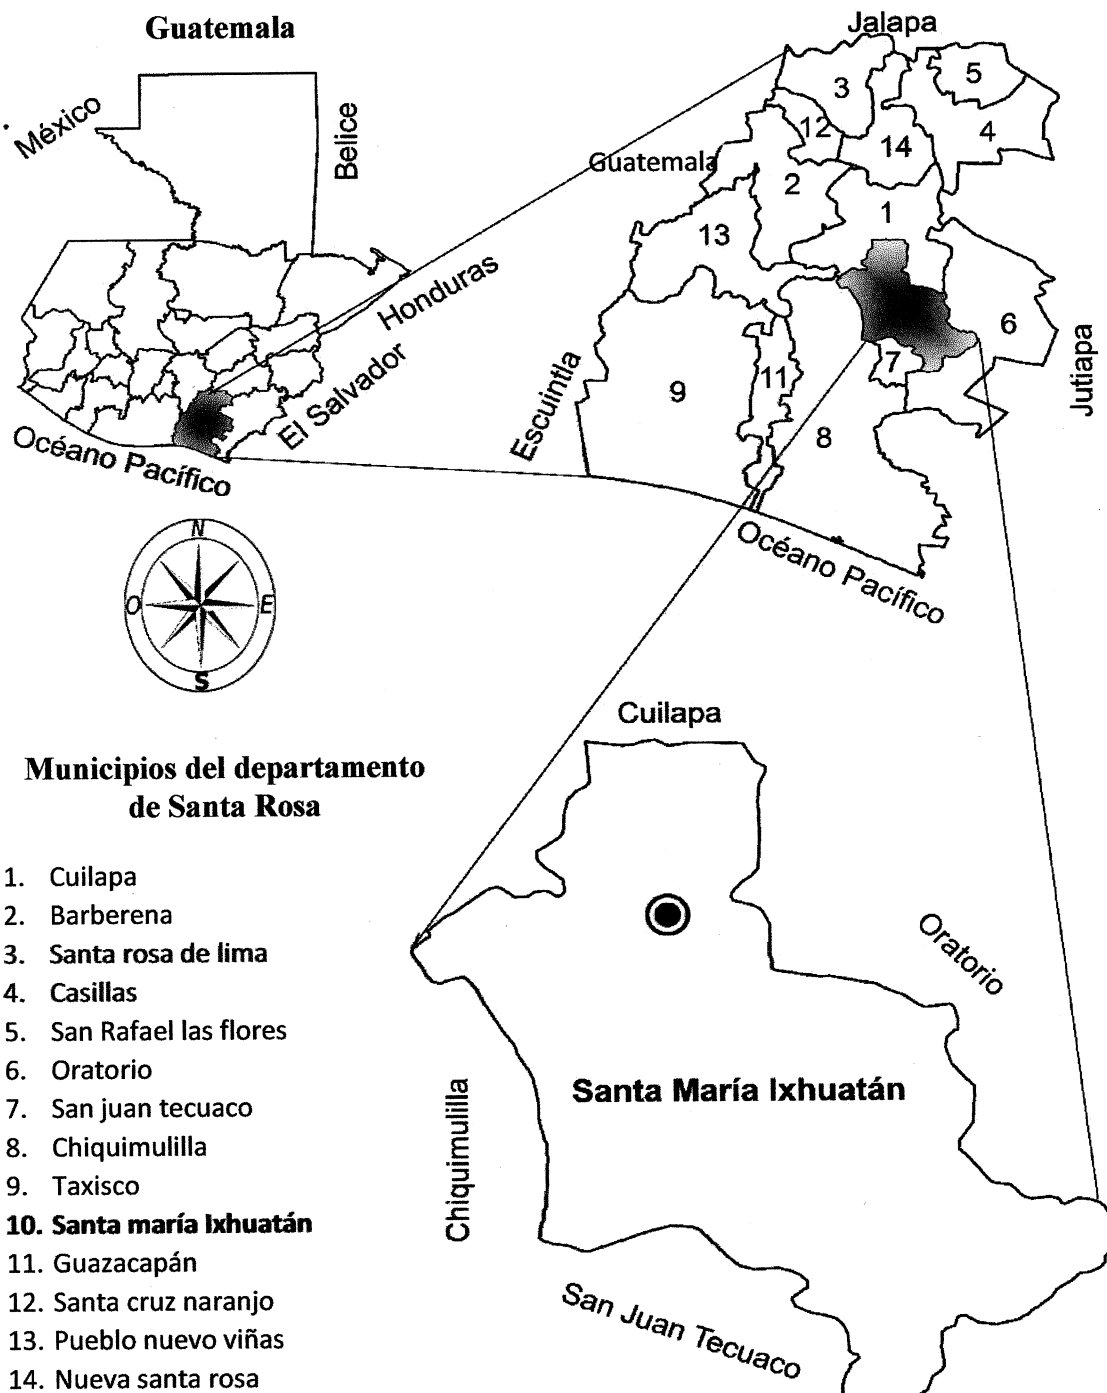 Guatemala
Jalapa
México
Belice
Guatemala
Honduras
El Salvador
Océano Pacífico
3
5
12
14
4
2
1
13
6
9
11
7
8
Escuintla
Jutiapa
Océano Pacífico
N
O
E
S
Municipios del departamento
de Santa Rosa
1. Cuilapa
2. Barberena
3. Santa rosa de lima
4. Casillas
5. San Rafael las flores
6. Oratorio
7. San juan tecuaco
8. Chiquimulilla
9. Taxisco
10. Santa maría Ixhuatán
11. Guazacapán
12. Santa cruz naranjo
13. Pueblo nuevo viñas
14. Nueva santa rosa
Cuilapa
Oratorio
Santa María Ixhuatán
Chiquimulilla
San Juan Tecuaco